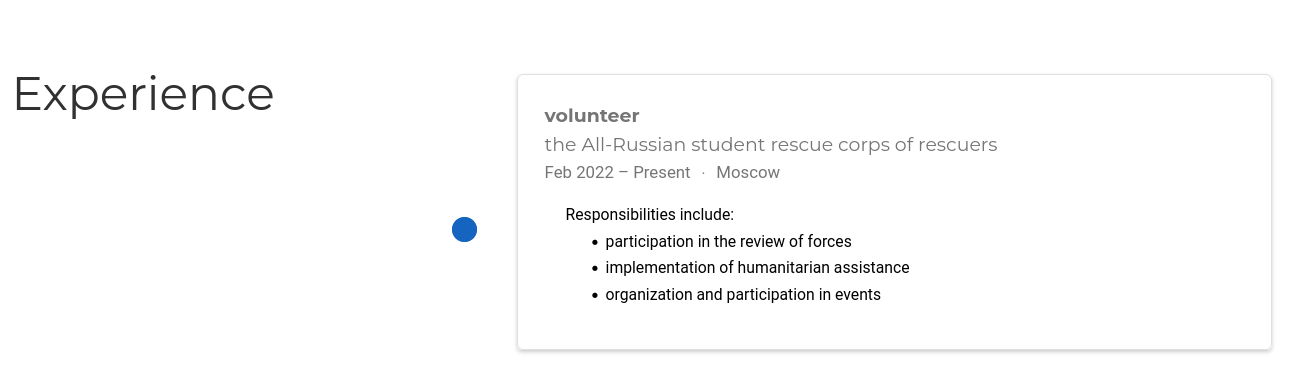 Experience
volunteer
the All-Russian student rescue corps of rescuers
Feb 2022 – Present · Moscow
Responsibilities include:
• participation in the review of forces
• implementation of humanitarian assistance
• organization and participation in events